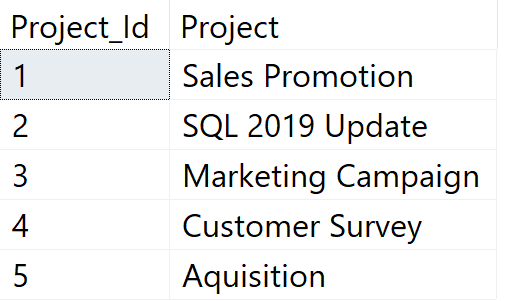 Project_Id Project
1 Sales Promotion
2 SQL 2019 Update
3 Marketing Campaign
4 Customer Survey
5 Aquisition